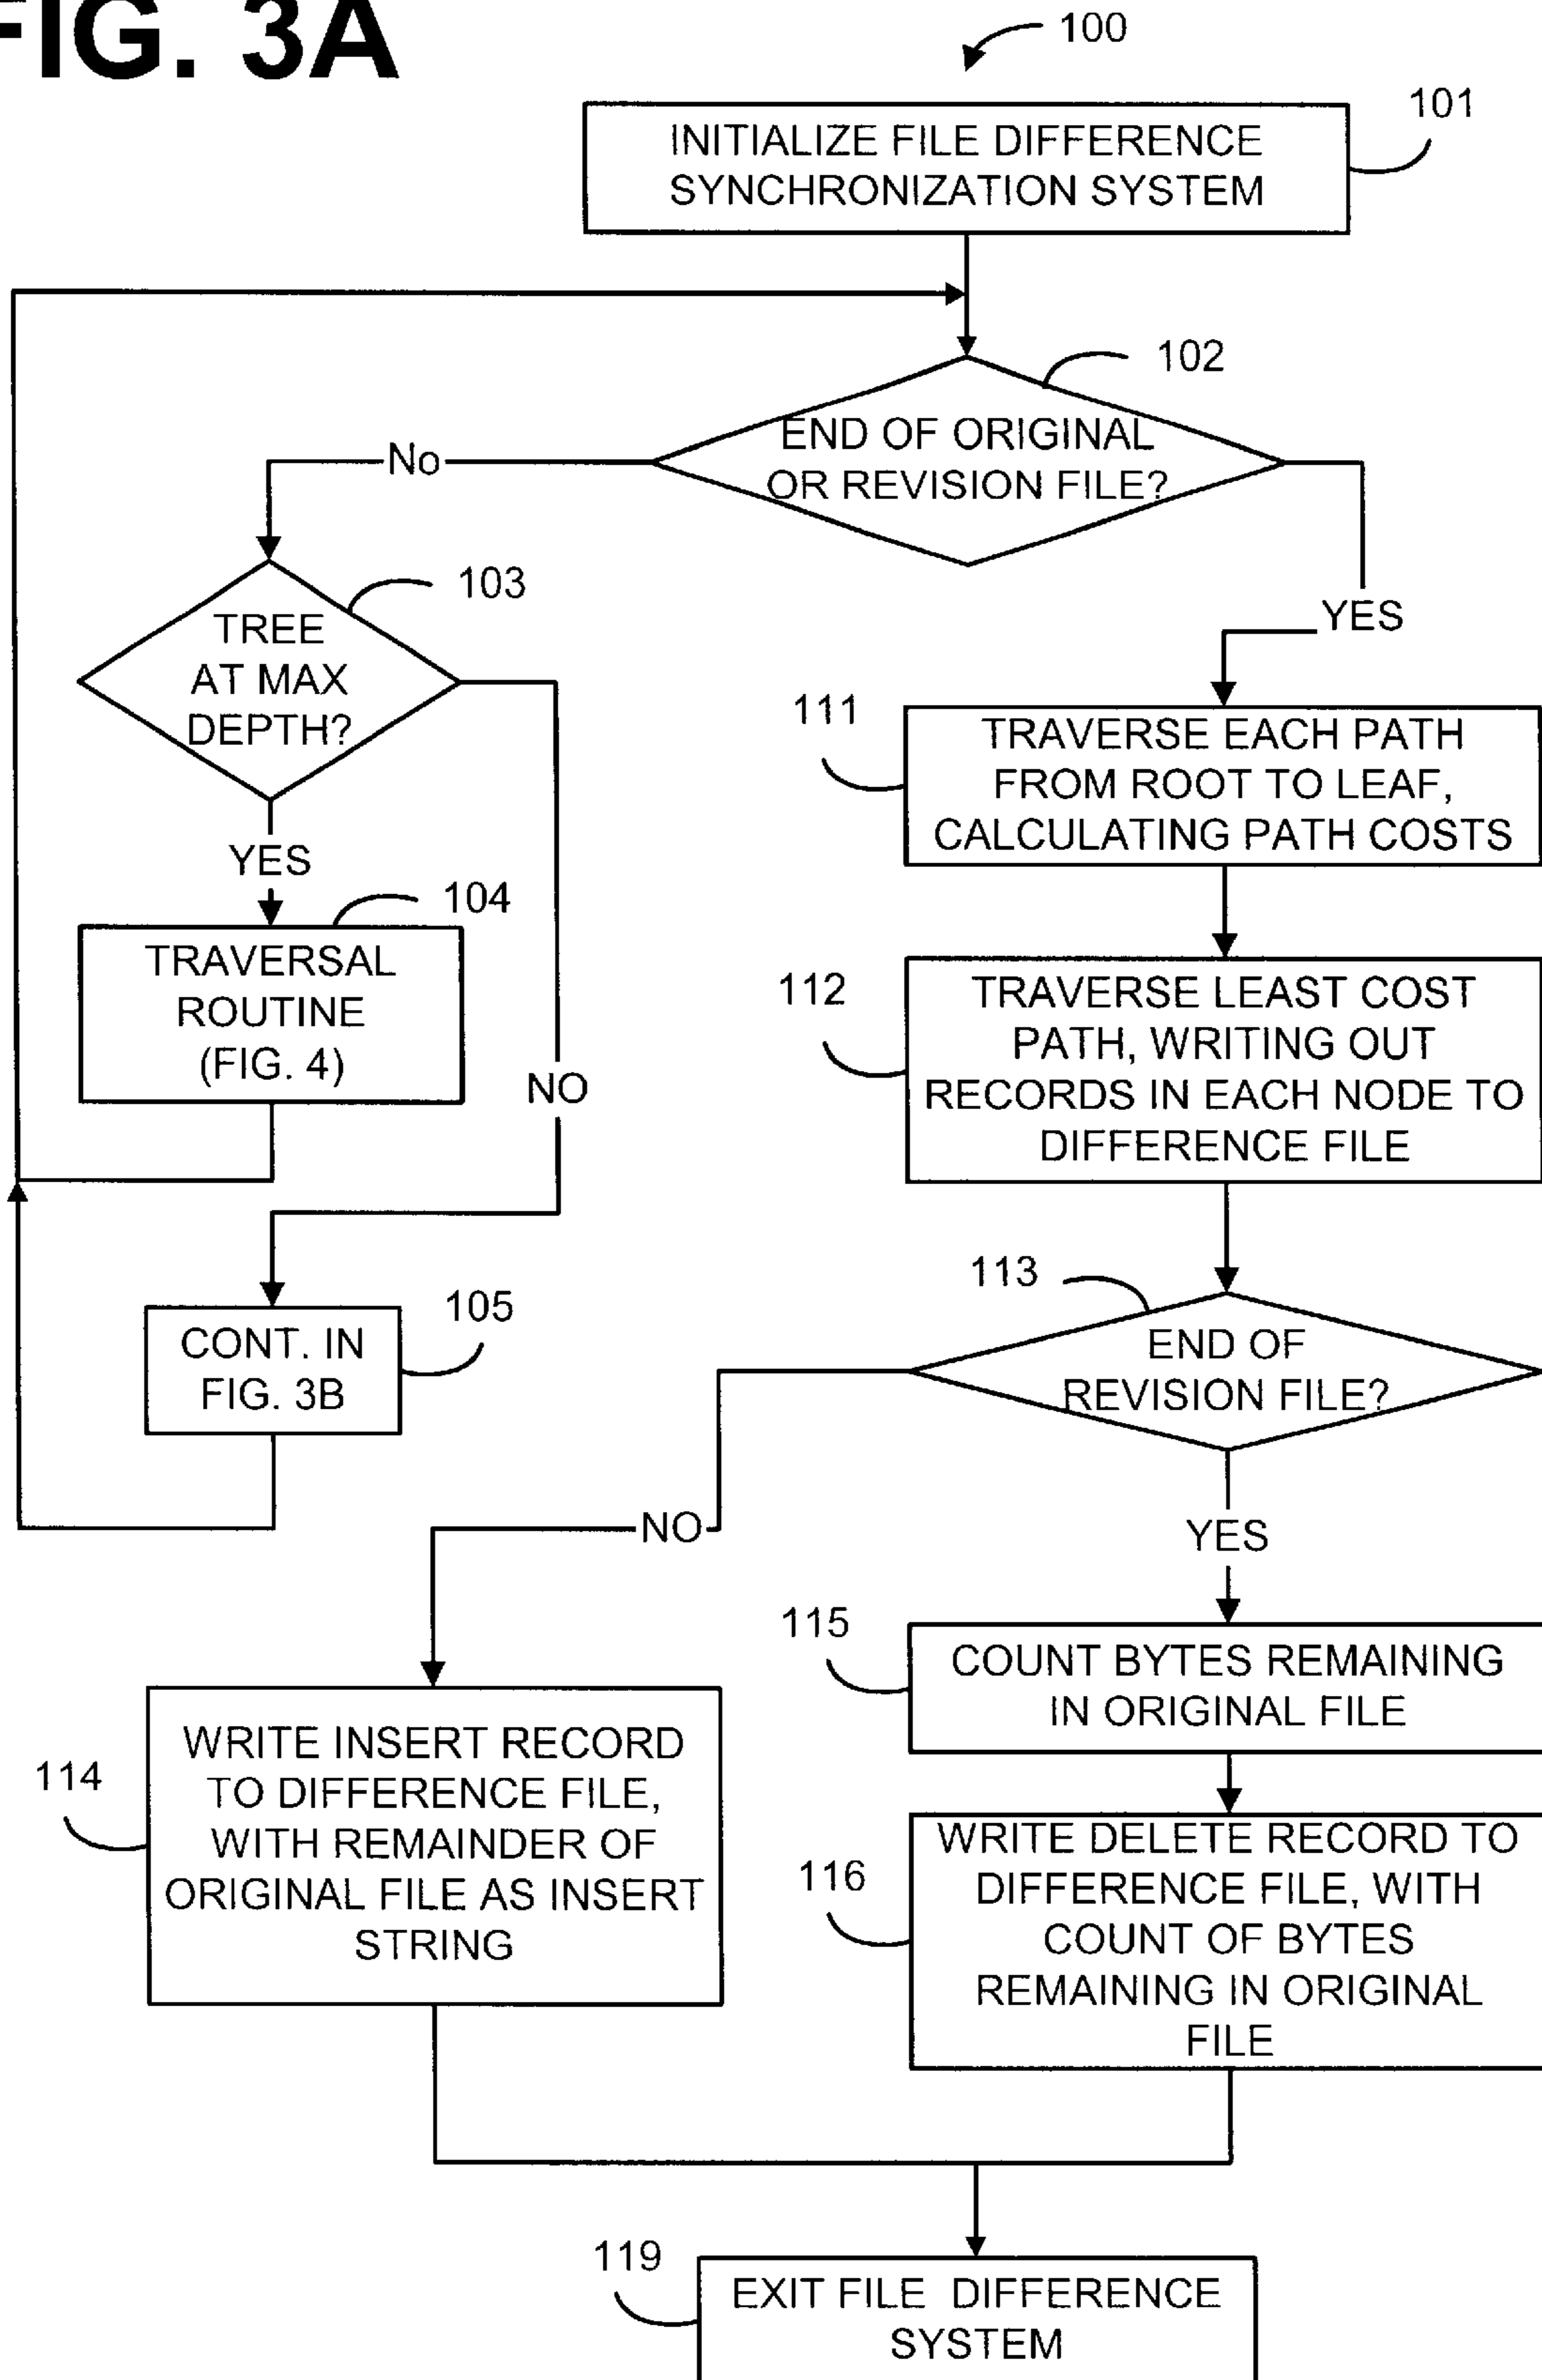 FIG. 3A
100
101
INITIALIZE FILE DIFFERENCE
SYNCHRONIZATION SYSTEM
102
END OF ORIGINAL
OR REVISION FILE?
No
YES
103
TREE
AT MAX
DEPTH?
YES
NO
104
TRAVERSAL
ROUTINE
(FIG. 4)
105
CONT. IN
FIG. 3B
111
TRAVERSE EACH PATH
FROM ROOT TO LEAF,
CALCULATING PATH COSTS
112
TRAVERSE LEAST COST
PATH, WRITING OUT
RECORDS IN EACH NODE TO
DIFFERENCE FILE
113
END OF
REVISION FILE?
NO
YES
114
WRITE INSERT RECORD
TO DIFFERENCE FILE,
WITH REMAINDER OF
ORIGINAL FILE AS INSERT
STRING
115
COUNT BYTES REMAINING
IN ORIGINAL FILE
116
WRITE DELETE RECORD TO
DIFFERENCE FILE, WITH
COUNT OF BYTES
REMAINING IN ORIGINAL
FILE
119
EXIT FILE DIFFERENCE
SYSTEM